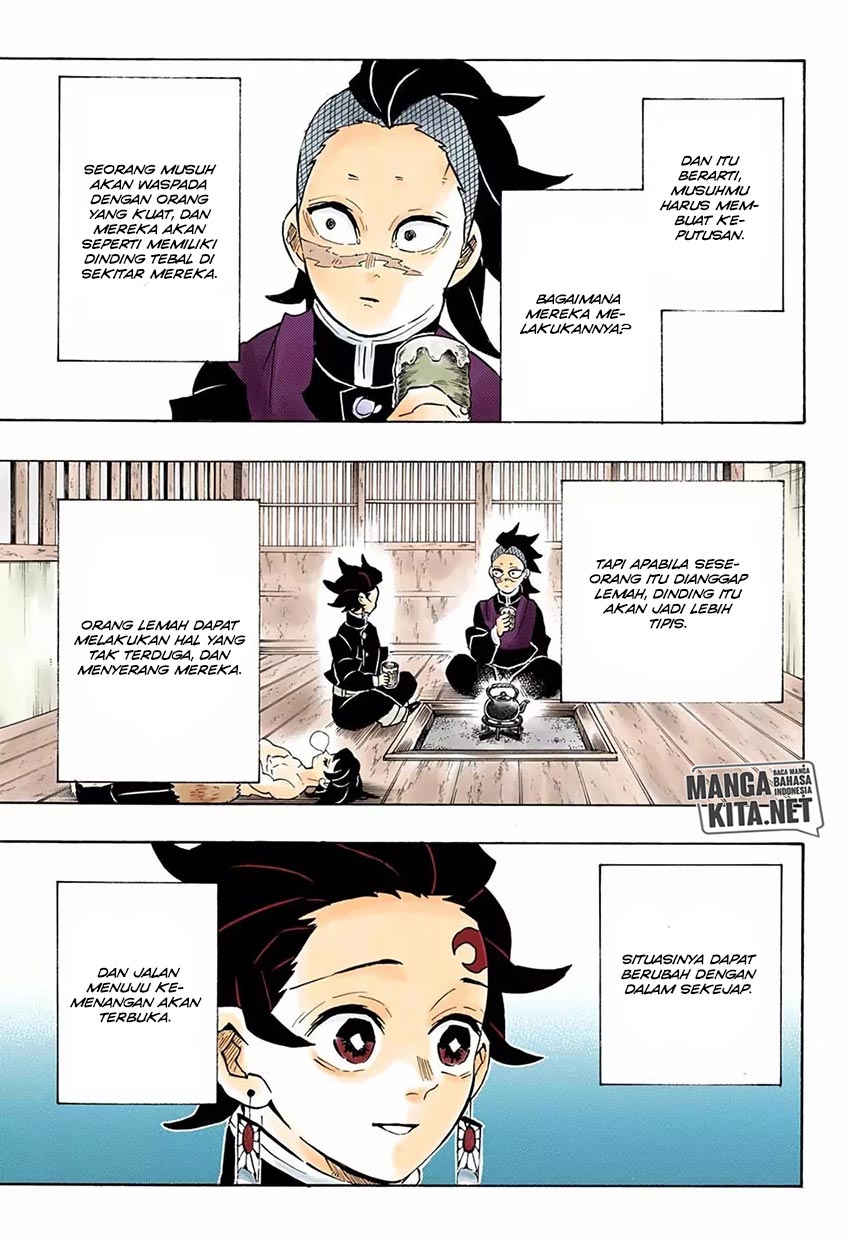 DAN ITU
BERARTI,
MUSUHMU
HARUS MEM-
BUAT KE-
PUTUSAN.
BAGAIMANA
MEREKA ME-
LAKUKANNYA?
SEORANG MUSUH
AKAN WASPADA
DENGAN ORANG
YANG KUAT, DAN
MEREKA AKAN
SEPERTI MEMILIKI
DINDING TEBAL DI
SEKITAR MEREKA.
TAPI APABILA SESE-
ORANG ITU DIANGGAP
LEMAH, DINDING ITU
AKAN JADI LEBIH
TIPIS.
ORANG LEMAH DAPAT
MELAKUKAN HAL YANG
TAK TERDUGA, DAN
MENYERANG MEREKA.
MANGA
BACA MANGA
BAHASA
INDONESIA
KITA.NET
SITUASINYA DAPAT
BERUBAH DENGAN
DALAM SEKEJAP.
DAN JALAN
MENUJU KE-
MENANGAN AKAN
TERBUKA.